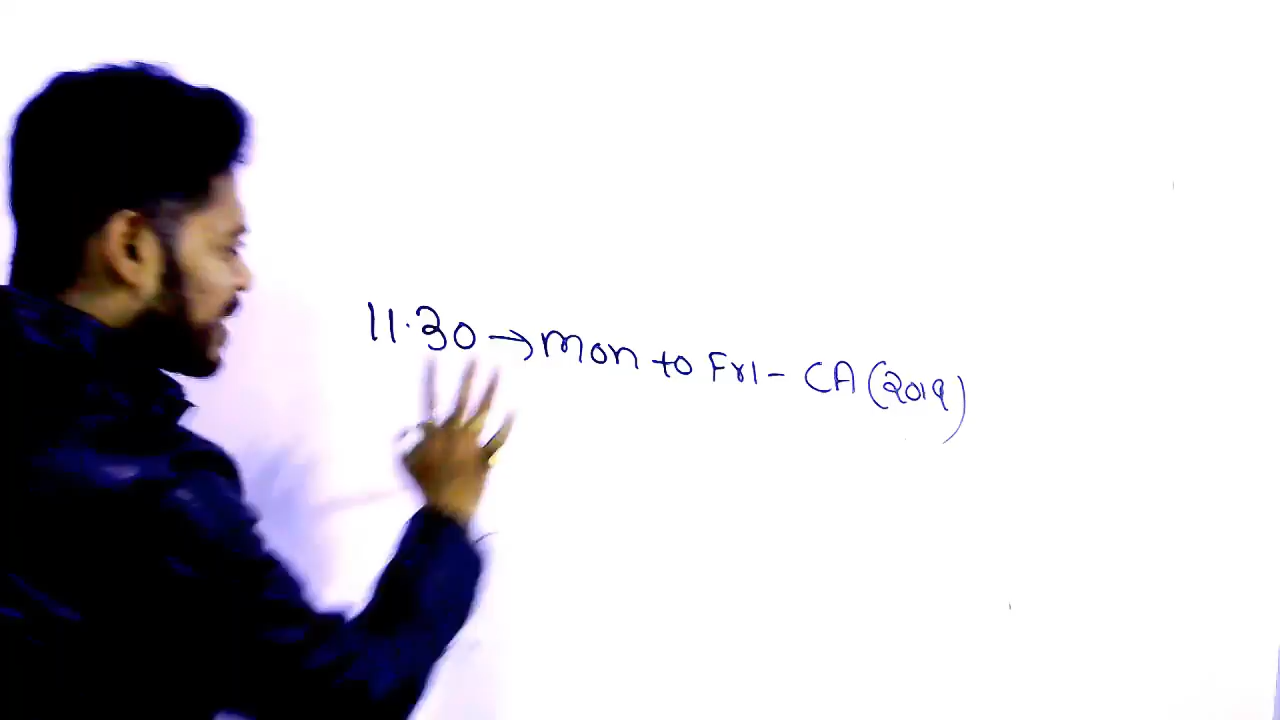 11.30 → Mon to Fri - CA (2019)